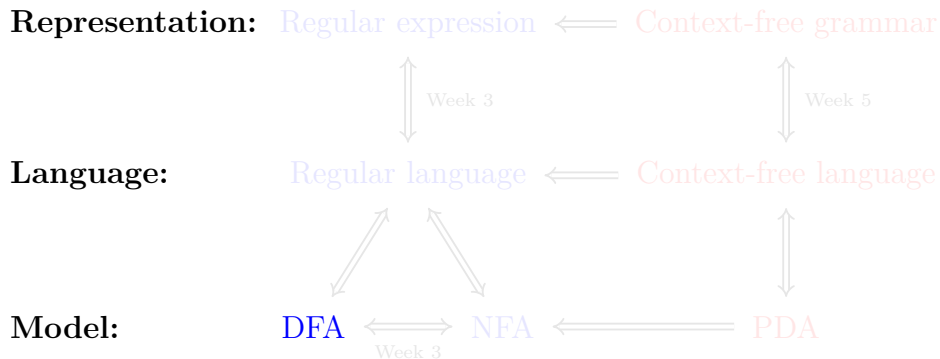 Representation: Regular expression Context-free grammar
Week 3 Week 5
Language: Regular language Context-free language
Model: DFA NFA PDA
Week 3